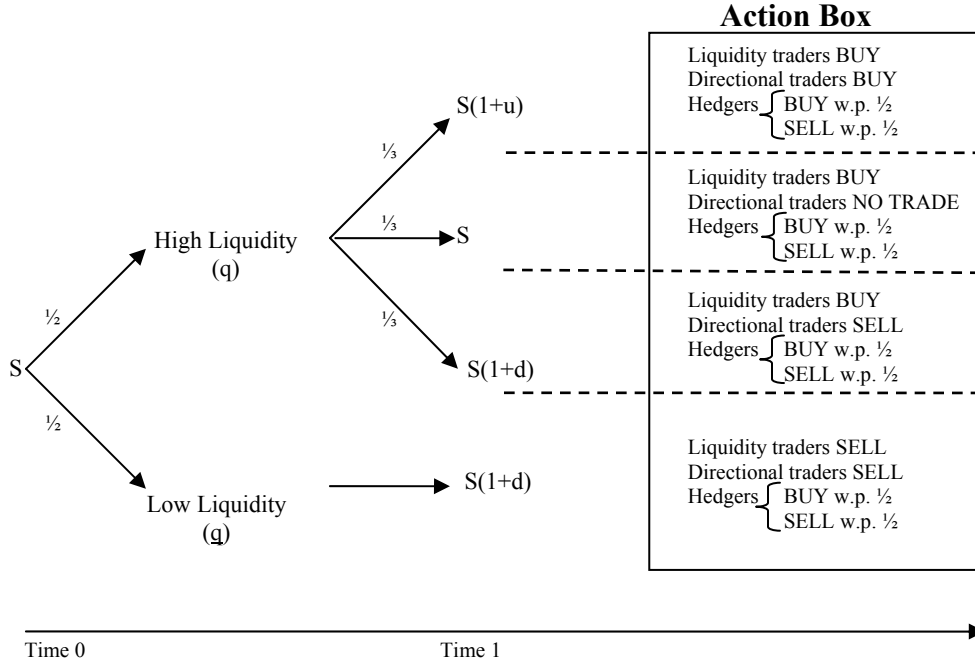 Action Box
Liquidity traders BUY
Directional traders BUY
Hedgers BUY w.p. ½
SELL w.p. ½
S(1+u)
⅓
Liquidity traders BUY
Directional traders NO TRADE
Hedgers BUY w.p. ½
SELL w.p. ½
⅓
S
High Liquidity
(q)
½
⅓
Liquidity traders BUY
Directional traders SELL
Hedgers BUY w.p. ½
SELL w.p. ½
S
S(1+d)
½
Liquidity traders SELL
Directional traders SELL
Hedgers BUY w.p. ½
SELL w.p. ½
S(1+d)
Low Liquidity
(q)
Time 0
Time 1